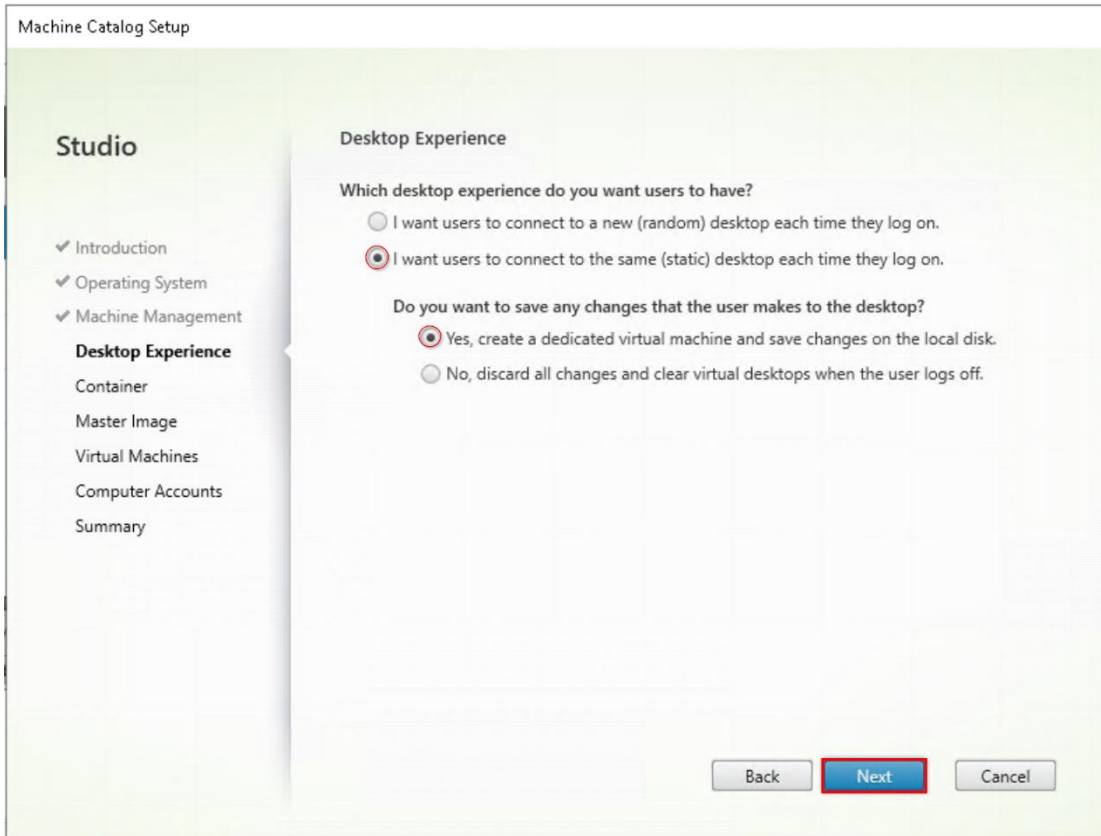 Machine Catalog Setup
Studio
Introduction
Operating System
Machine Management
Desktop Experience
Container
Master Image
Virtual Machines
Computer Accounts
Summary
Desktop Experience
Which desktop experience do you want users to have?
I want users to connect to a new (random) desktop each time they log on.
I want users to connect to the same (static) desktop each time they log on.
Do you want to save any changes that the user makes to the desktop?
Yes, create a dedicated virtual machine and save changes on the local disk.
No, discard all changes and clear virtual desktops when the user logs off.
Back
Next
Cancel